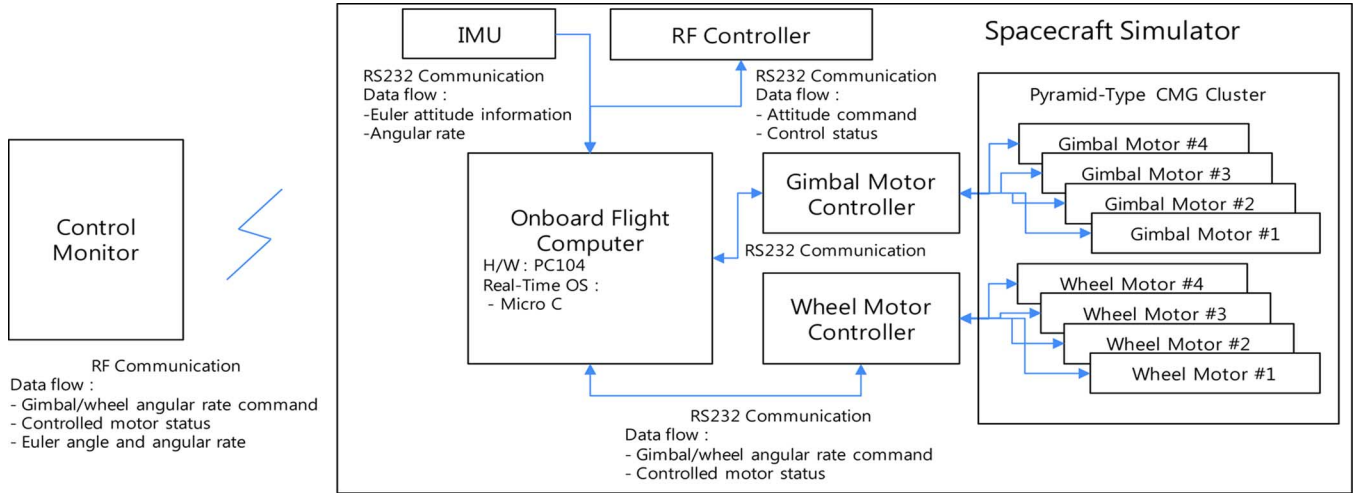 Spacecraft Simulator
IMU
RF Controller
RS232 Communication
Data flow :
-Euler attitude information
-Angular rate
RS232 Communication
Data flow :
- Attitude command
- Control status
Pyramid-Type CMG Cluster
Gimbal Motor #4
Gimbal Motor #3
Gimbal Motor #2
Gimbal Motor #1
Control
Monitor
Onboard Flight
Computer
H/W : PC104
Real-Time OS :
- Micro C
Gimbal Motor
Controller
RS232 Communication
Wheel Motor
Controller
Wheel Motor #4
Wheel Motor #3
Wheel Motor #2
Wheel Motor #1
RF Communication
Data flow :
- Gimbal/wheel angular rate command
- Controlled motor status
- Euler angle and angular rate
RS232 Communication
Data flow :
- Gimbal/wheel angular rate command
- Controlled motor status